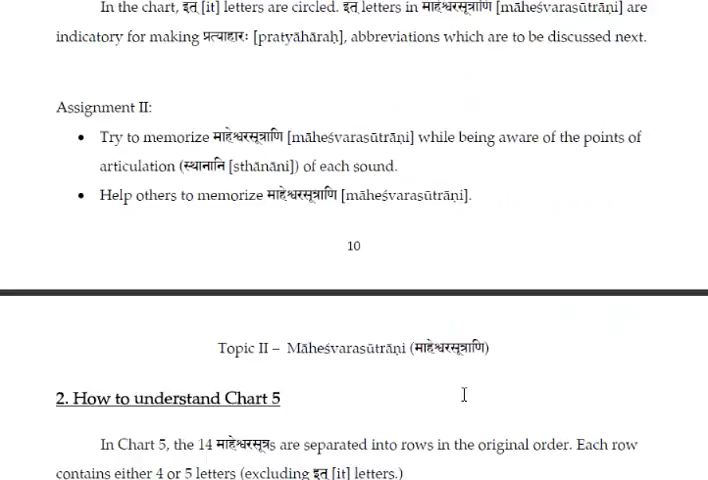 In the chart, इत् [it] letters are circled. इत् letters in माहेश्वरसूत्राणि [māheśvarasūtrāṇi] are
indicatory for making प्रत्याहारः [pratyāhāraḥ], abbreviations which are to be discussed next.
Assignment II:
• Try to memorize माहेश्वरसूत्राणि [māheśvarasūtrāṇi] while being aware of the points of
articulation (स्थानानि [sthānāni]) of each sound.
• Help others to memorize माहेश्वरसूत्राणि [māheśvarasūtrāṇi].
10
Topic II – Māheśvarasūtrāṇi (माहेश्वरसूत्राणि)
2. How to understand Chart 5
In Chart 5, the 14 माहेश्वरसूत्रs are separated into rows in the original order. Each row
contains either 4 or 5 letters (excluding इत् [it] letters.)